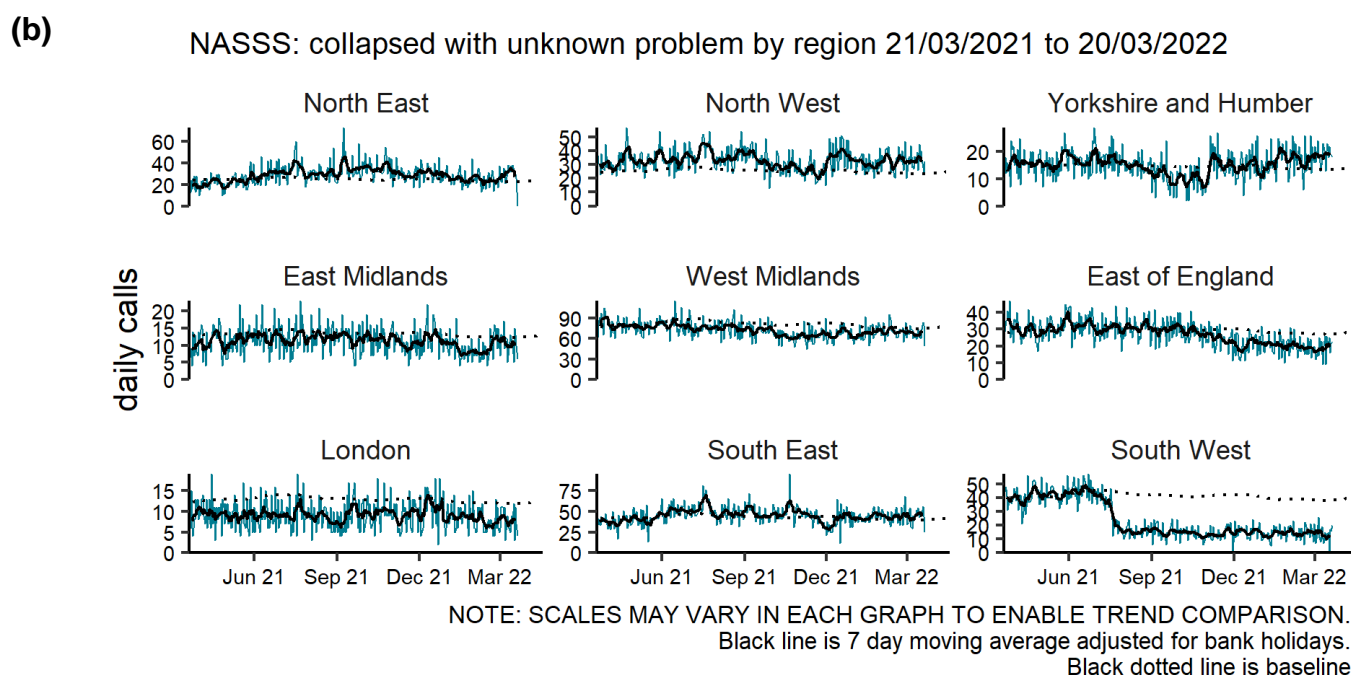 (b)
NASSS: collapsed with unknown problem by region 21/03/2021 to 20/03/2022
North East
North West
Yorkshire and Humber
60
40
20
0
50
40
30
20
10
0
20
10
0
East Midlands
West Midlands
East of England
daily calls
20
15
10
5
0
90
60
30
0
40
30
20
10
0
London
South East
South West
15
10
5
0
75
50
25
0
50
40
30
20
10
0
Jun 21 Sep 21 Dec 21 Mar 22
Jun 21 Sep 21 Dec 21 Mar 22
Jun 21 Sep 21 Dec 21 Mar 22
NOTE: SCALES MAY VARY IN EACH GRAPH TO ENABLE TREND COMPARISON.
Black line is 7 day moving average adjusted for bank holidays.
Black dotted line is baseline